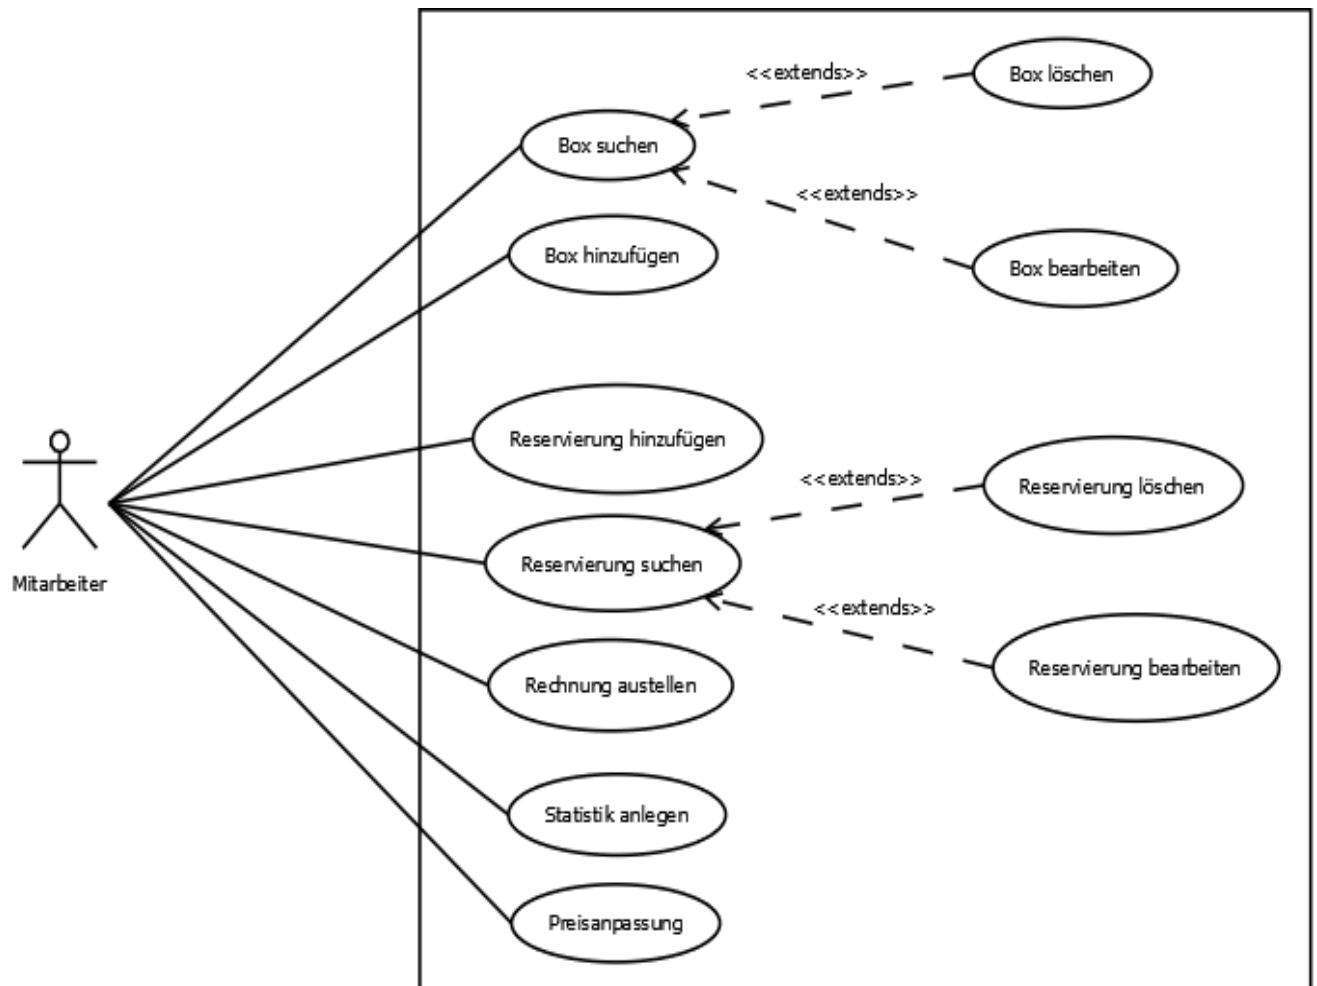 <<extends>>
Box löschen
Box suchen
<<extends>>
Box hinzufügen
Box bearbeiten
Reservierung hinzufügen
<<extends>>
Reservierung löschen
Reservierung suchen
Mitarbeiter
<<extends>>
Reservierung bearbeiten
Rechnung austellen
Statistik anlegen
Preisanpassung